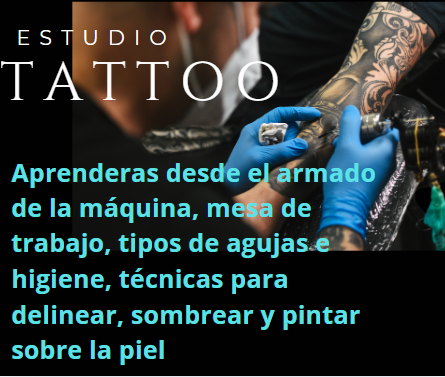 ESTUDIO
TATTOO
Aprenderas desde el armado
de la máquina, mesa de
trabajo, tipos de agujas e
higiene, técnicas para
delinear, sombrear y pintar
sobre la piel